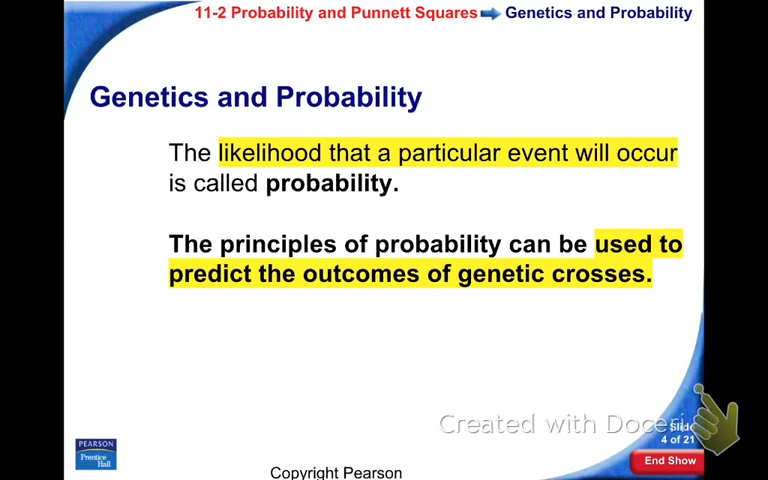 11-2 Probability and Punnett Squares Genetics and Probability
Genetics and Probability
The likelihood that a particular event will occur
is called probability.
The principles of probability can be used to
predict the outcomes of genetic crosses.
Created with Doceri
Slide
4 of 21
End Show
PEARSON
Prentice
Hall
Copyright Pearson